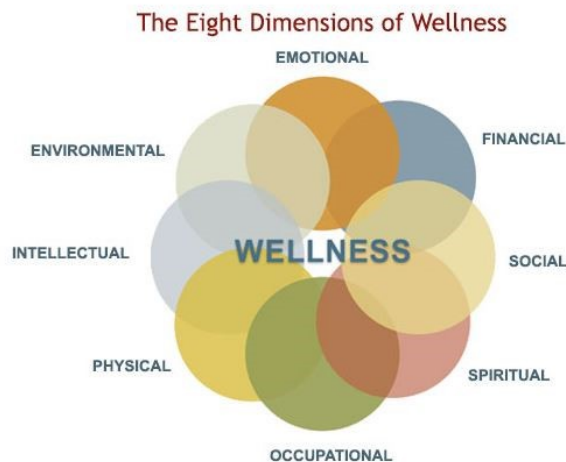 The Eight Dimensions of Wellness
EMOTIONAL
FINANCIAL
ENVIRONMENTAL
INTELLECTUAL
WELLNESS
SOCIAL
PHYSICAL
SPIRITUAL
OCCUPATIONAL